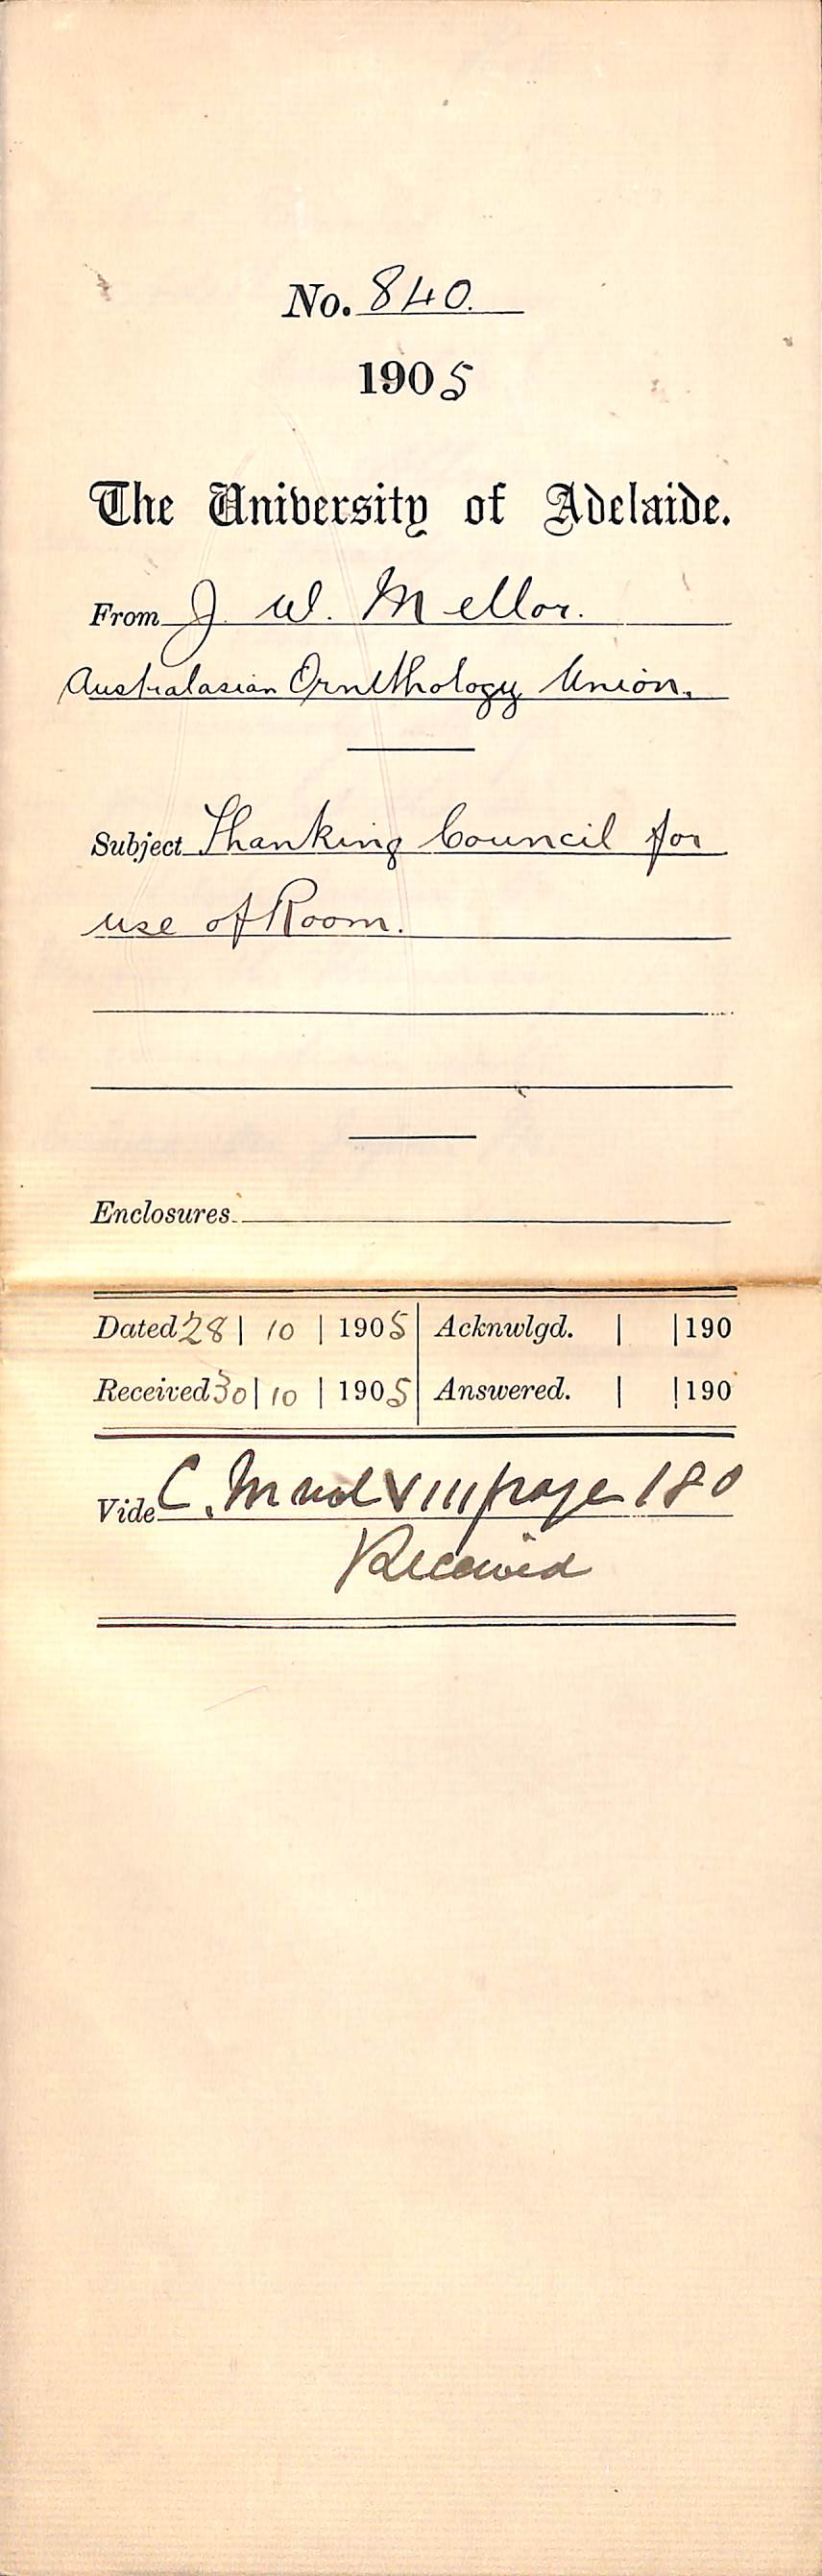 No. 840.
1905
The University of Adelaide.
From J. W. Mellor.
Australasian Ornithology Union.
Subject Thanking Council for
use of Room.
Enclosures.
Dated 28 | 10 | 1905 | Acknwlgd. | | 190
Received 30 | 10 | 1905 | Answered. | | 190
Vide C. M vol VIII page 180
Received